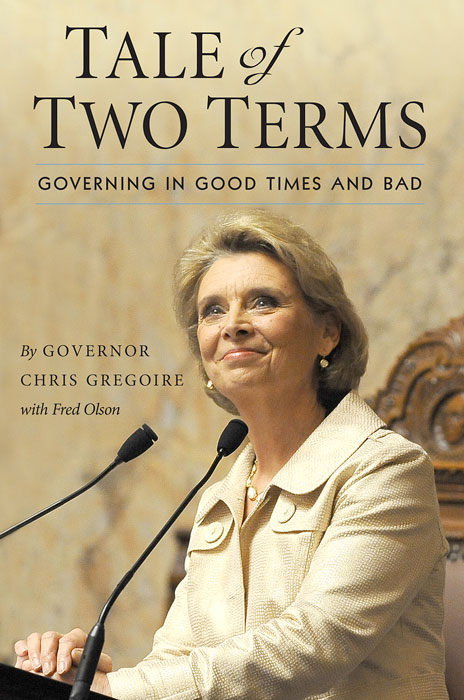 TALE of
TWO TERMS
GOVERNING IN GOOD TIMES AND BAD
By GOVERNOR
CHRIS GREGOIRE
with Fred Olson